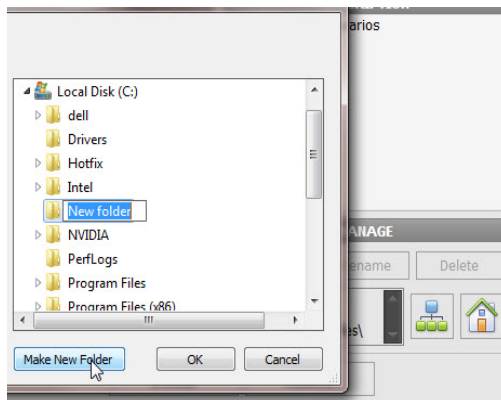 arios
Local Disk (C:)
dell
Drivers
Hotfix
Intel
New folder
NVIDIA
PerfLogs
Program Files
Program Files (x86)
ANAGE
ename
Delete
es\
Make New Folder
OK
Cancel